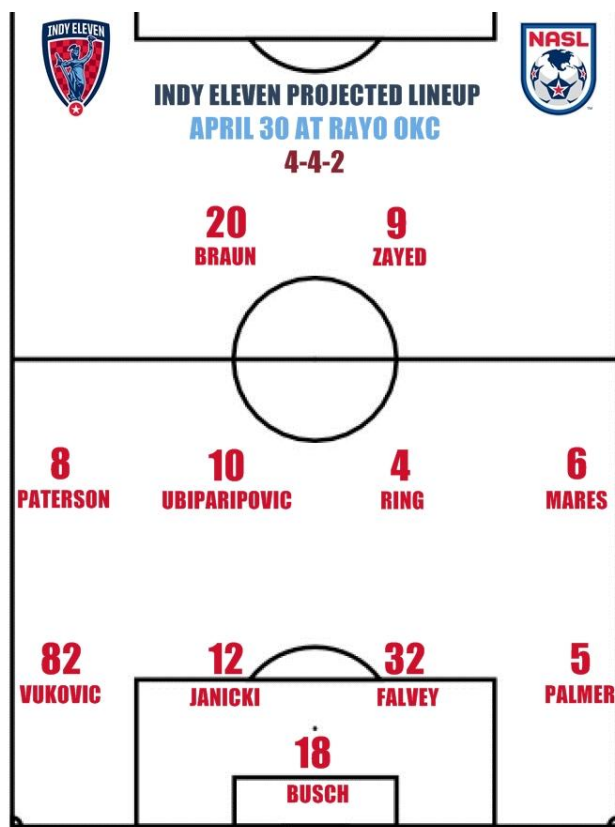 INDY ELEVEN
NASL
INDY ELEVEN PROJECTED LINEUP
APRIL 30 AT RAYO OKC
4-4-2
20
BRAUN
9
ZAYED
8
PATERSON
10
UBIPARIPOVIC
4
RING
6
MARES
82
VUKOVIC
12
JANICKI
32
FALVEY
5
PALMER
18
BUSCH